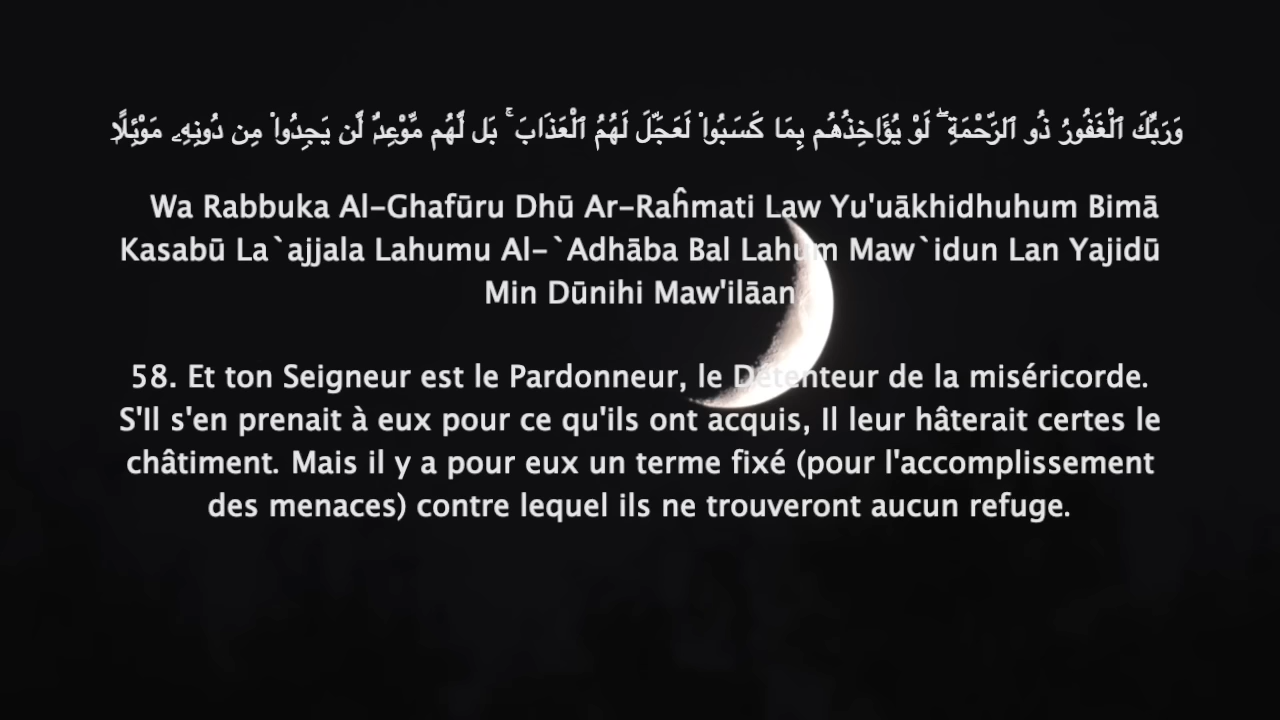 وَرَبُّكَ ٱلْغَفُورُ ذُو ٱلرَّحْمَةِ ۖ لَوْ يُؤَاخِذُهُم بِمَا كَسَبُوا۟ لَعَجَّلَ لَهُمُ ٱلْعَذَابَ ۚ بَل لَّهُم مَّوْعِدٌ لَّن يَجِدُوا۟ مِن دُونِهِۦ مَوْئِلًا
Wa Rabbuka Al-Ghafūru Dhū Ar-Raĥmati Law Yu'uākhidhuhum Bimā
Kasabū La`ajjala Lahumu Al-`Adhāba Bal Lahum Maw`idun Lan Yajidū
Min Dūnihi Maw'ilāan
58. Et ton Seigneur est le Pardonneur, le Détenteur de la miséricorde.
S'Il s'en prenait à eux pour ce qu'ils ont acquis, Il leur hâterait certes le
châtiment. Mais il y a pour eux un terme fixé (pour l'accomplissement
des menaces) contre lequel ils ne trouveront aucun refuge.